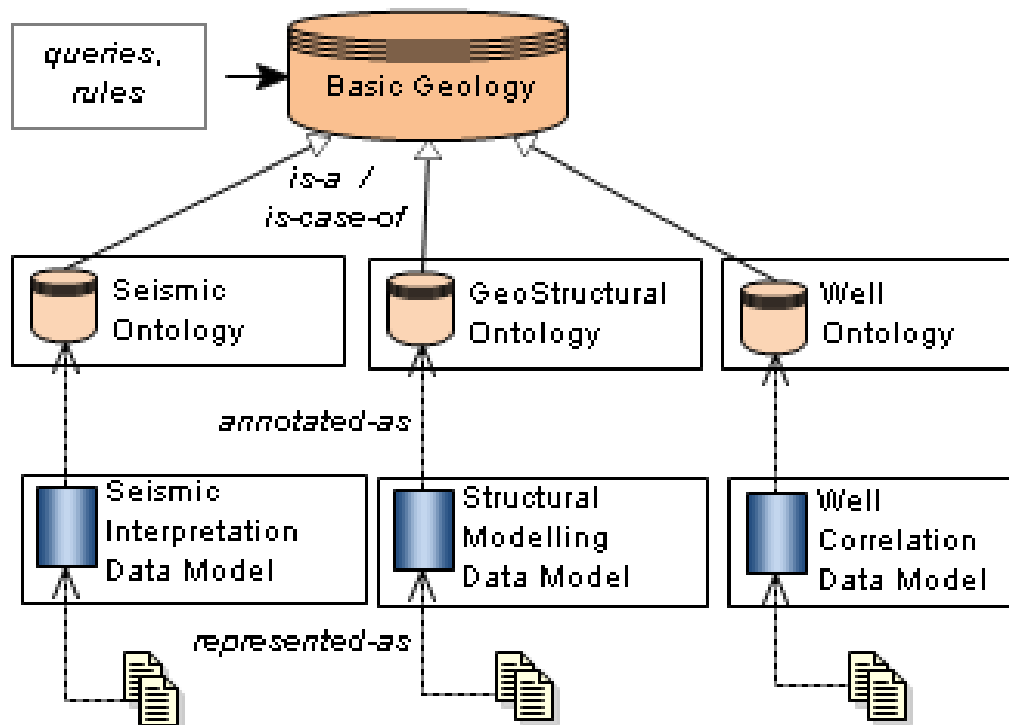 queries,
rules
Basic Geology
is-a /
is-case-of
Seismic
Ontology
GeoStructural
Ontology
Well
Ontology
annotated-as
Seismic
Interpretation
Data Model
Structural
Modelling
Data Model
Well
Correlation
Data Model
represented-as